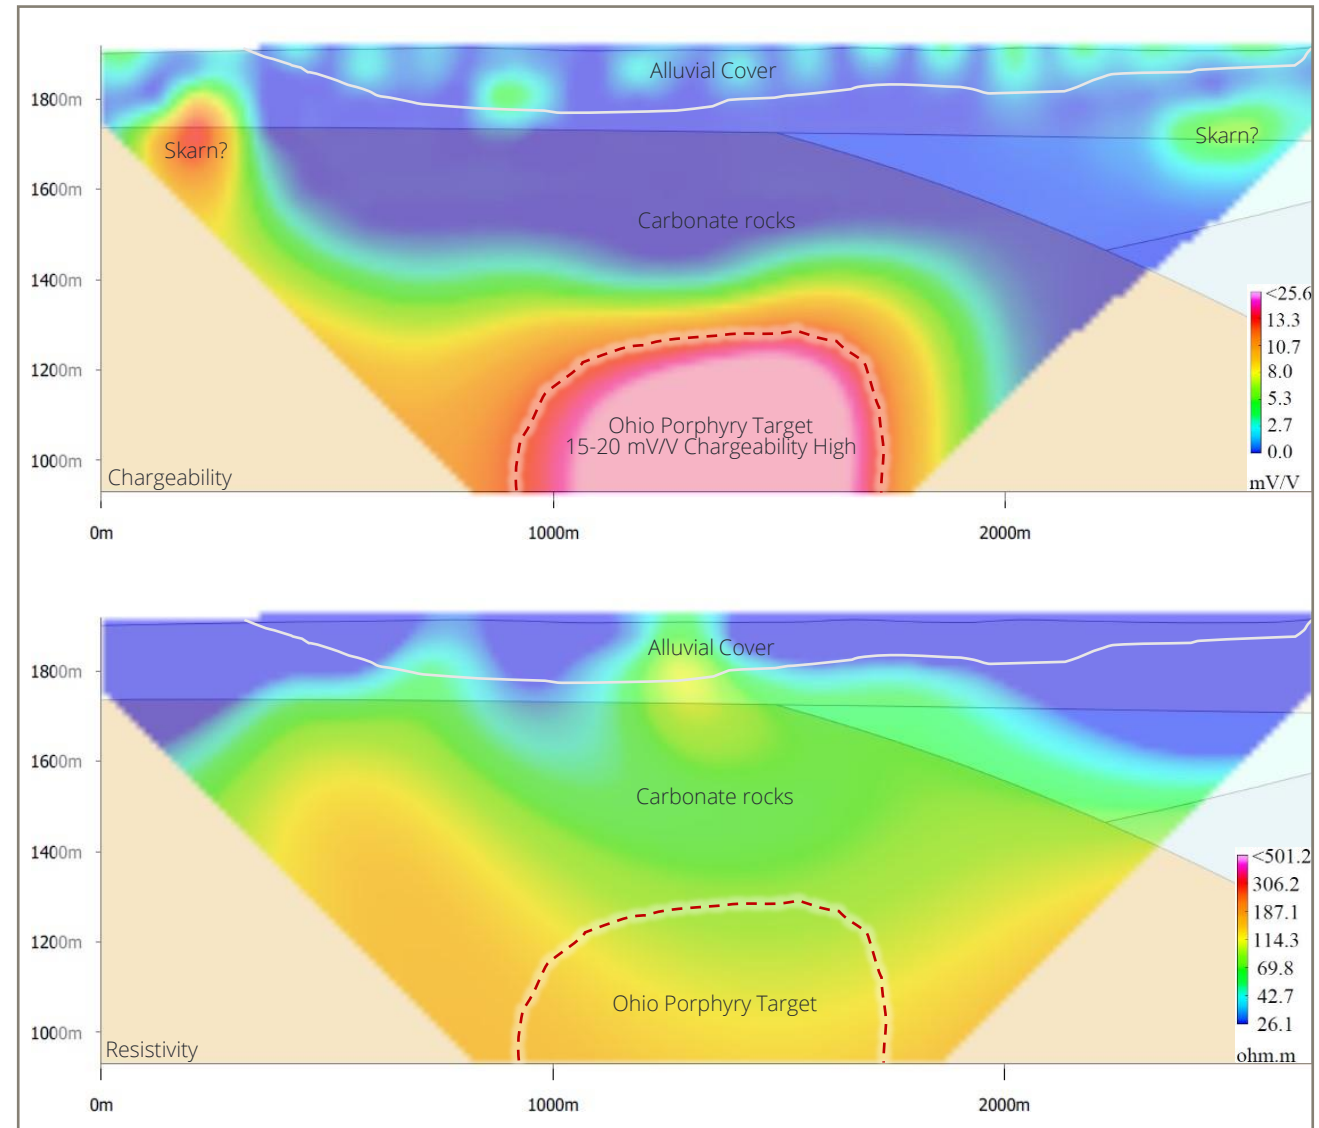 Alluvial Cover
1800m
Skarn?
Skarn?
1600m
Carbonate rocks
1400m
<25.6
13.3
10.7
8.0
5.3
2.7
0.0
mV/V
1200m
Ohio Porphyry Target
15-20 mV/V Chargeability High
1000m
Chargeability
0m
1000m
2000m
Alluvial Cover
1800m
1600m
Carbonate rocks
1400m
<501.2
306.2
187.1
114.3
69.8
42.7
26.1
ohm.m
1200m
Ohio Porphyry Target
1000m
Resistivity
0m
1000m
2000m